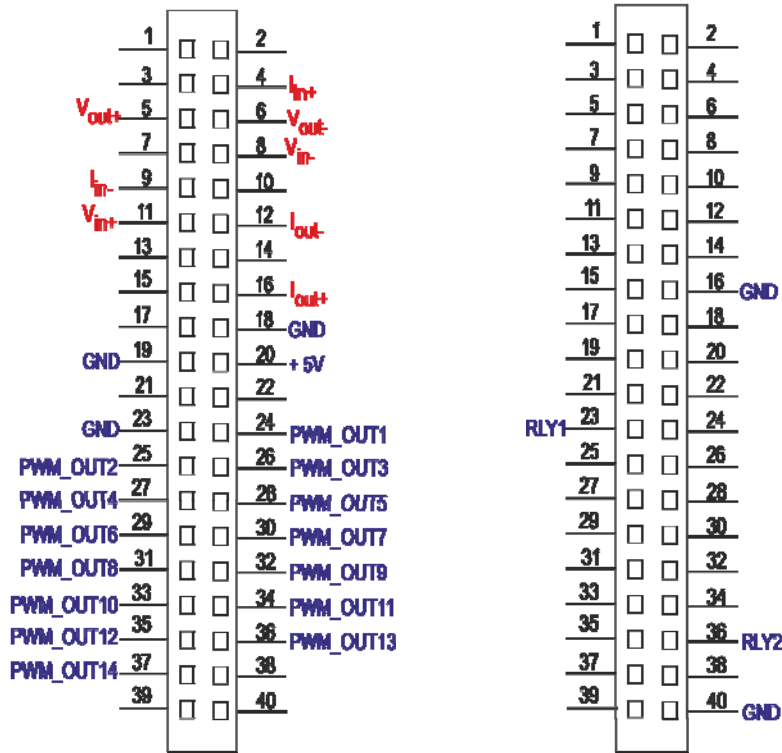 1 2
3 4 Iin+
Vout+ 5 6 Vout-
7 8 Vin-
Iin- 9 10
Vin+ 11 12 Iout-
13 14
15 16 Iout+
17 18 GND
GND 19 20 + 5V
21 22
GND 23 24 PWM_OUT1
PWM_OUT2 25 26 PWM_OUT3
PWM_OUT4 27 28 PWM_OUT5
PWM_OUT6 29 30 PWM_OUT7
PWM_OUT8 31 32 PWM_OUT9
PWM_OUT10 33 34 PWM_OUT11
PWM_OUT12 35 36 PWM_OUT13
PWM_OUT14 37 38
39 40
1 2
3 4
5 6
7 8
9 10
11 12
13 14
15 16 GND
17 18
19 20
21 22
RLY1 23 24
25 26
27 28
29 30
31 32
33 34
35 36 RLY2
37 38
39 40 GND